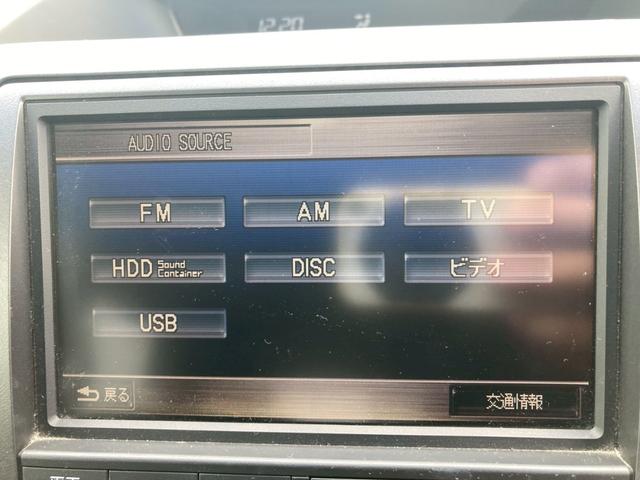 12:20
AUDIO SOURCE
FM AM TV
HDD Sound Container DISC ビデオ
USB
戻る 交通情報